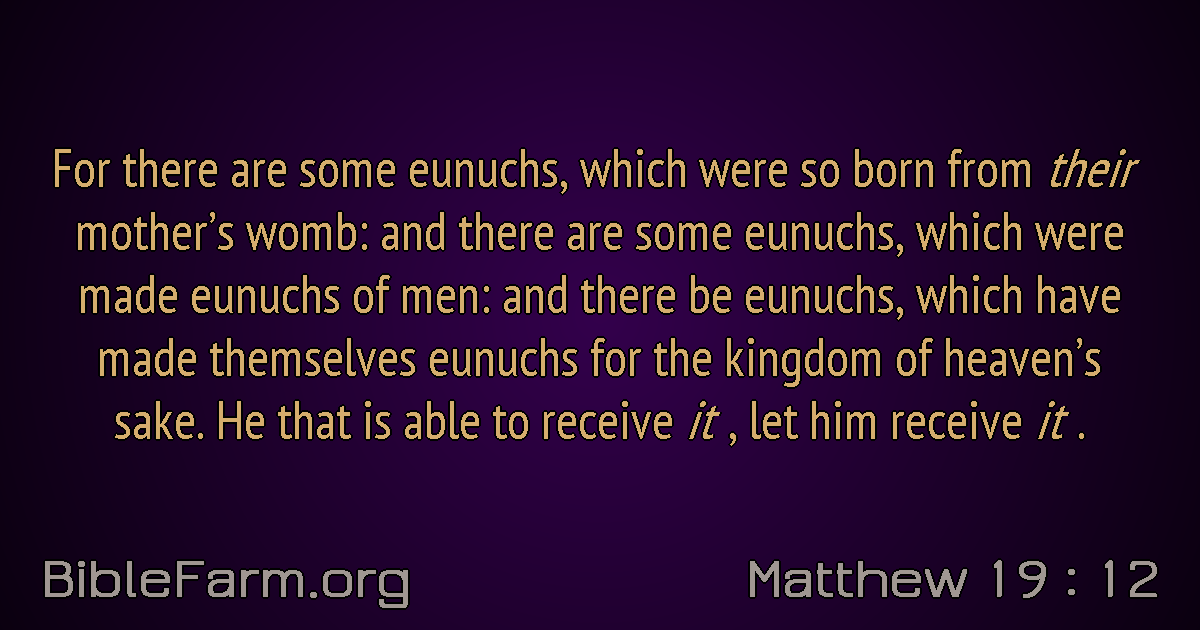 For there are some eunuchs, which were so born from their
mother’s womb: and there are some eunuchs, which were
made eunuchs of men: and there be eunuchs, which have
made themselves eunuchs for the kingdom of heaven’s
sake. He that is able to receive it , let him receive it .
BibleFarm.org
Matthew 19 : 12